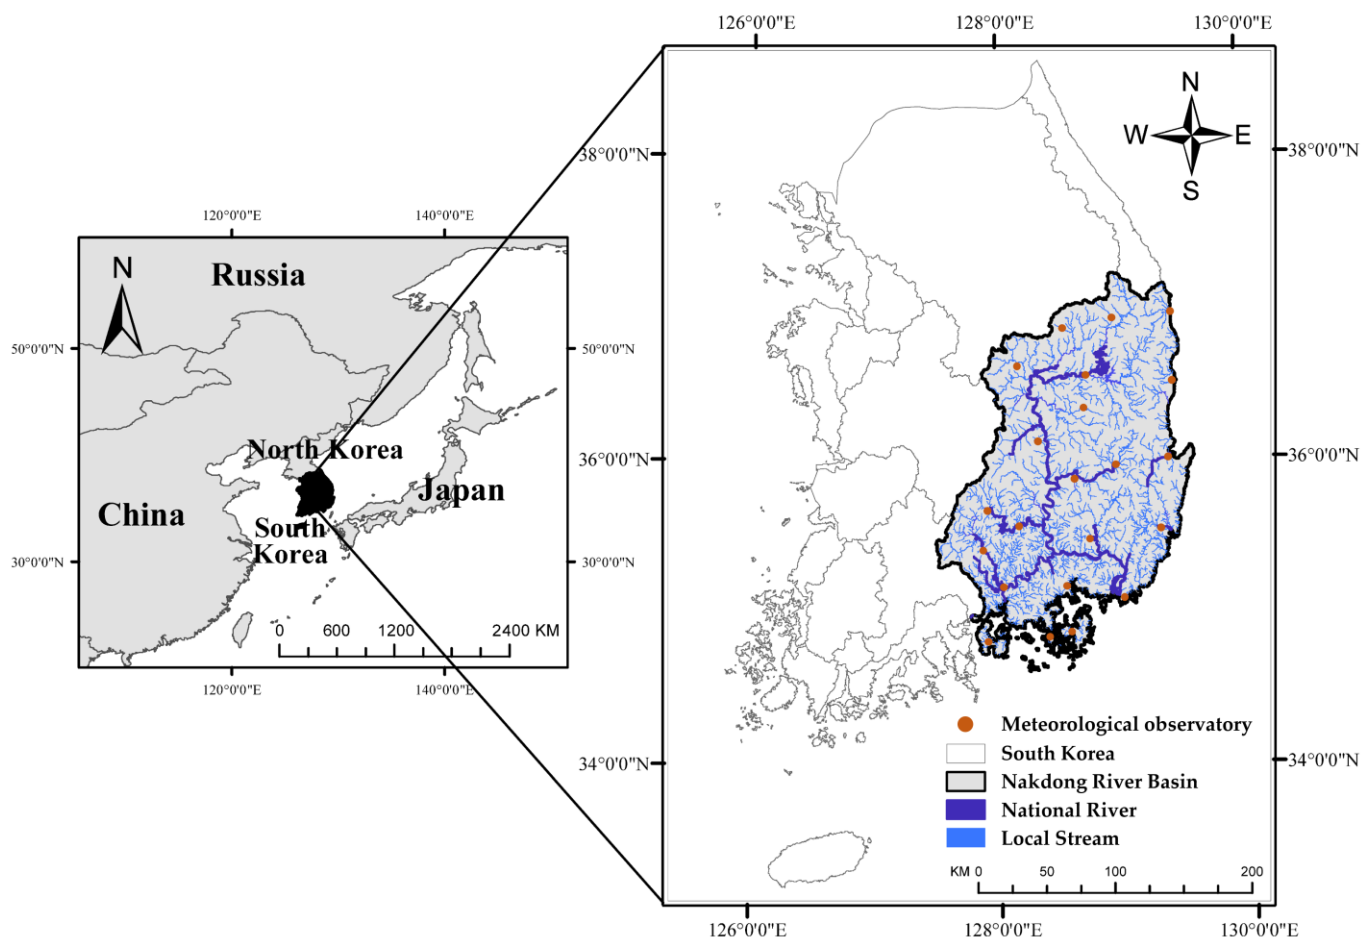 126°0'0"E
128°0'0"E
130°0'0"E
N
W
E
S
38°0'0"N
38°0'0"N
120°0'0"E
140°0'0"E
N
Russia
50°0'0"N
50°0'0"N
North Korea
36°0'0"N
36°0'0"N
China
Japan
South
Korea
30°0'0"N
30°0'0"N
0
600
1200
2400 KM
120°0'0"E
140°0'0"E
Meteorological observatory
South Korea
Nakdong River Basin
National River
Local Stream
34°0'0"N
34°0'0"N
KM 0
50
100
200
126°0'0"E
128°0'0"E
130°0'0"E